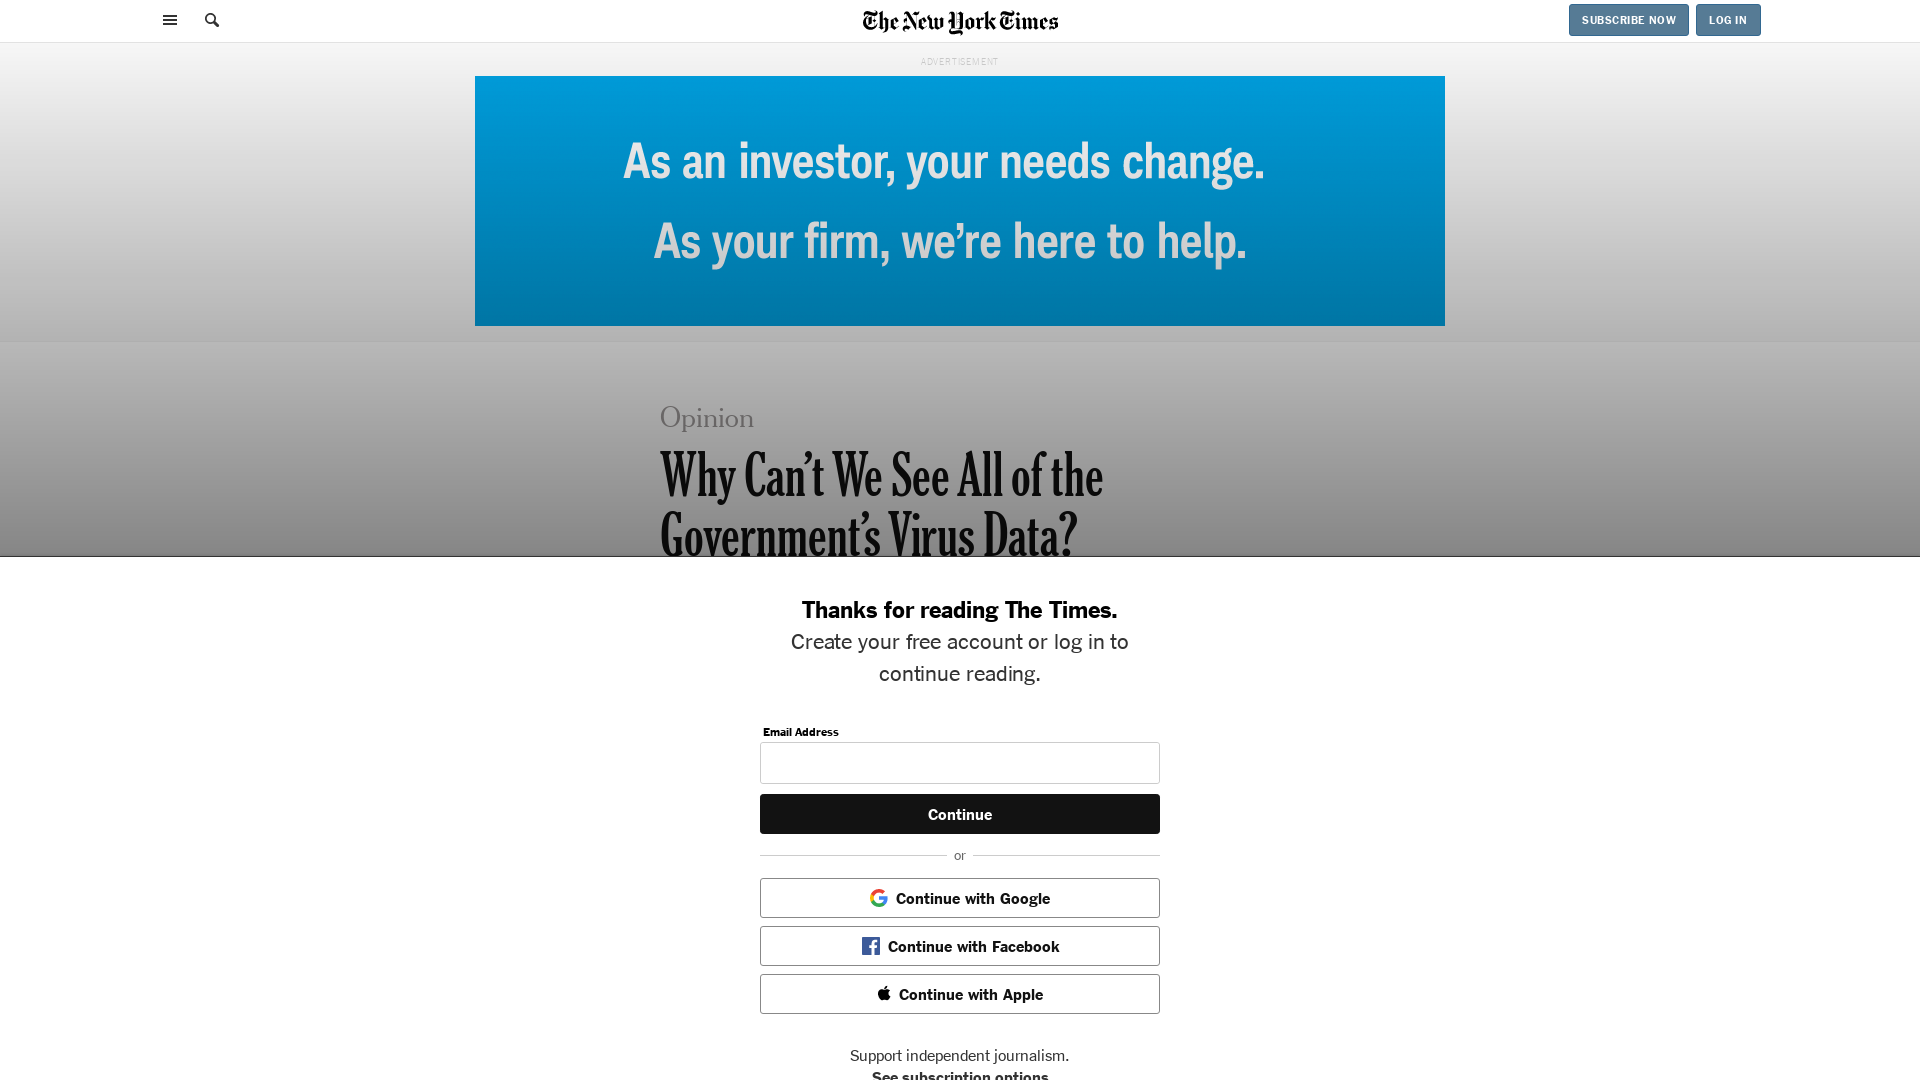 The New York Times
SUBSCRIBE NOW
LOG IN
ADVERTISEMENT
As an investor, your needs change.
As your firm, we're here to help.
Opinion
Why Can't We See All of the
Government's Virus Data?
Thanks for reading The Times.
Create your free account or log in to
continue reading.
Email Address
Continue
or
Continue with Google
Continue with Facebook
Continue with Apple
Support independent journalism.
See subscription options